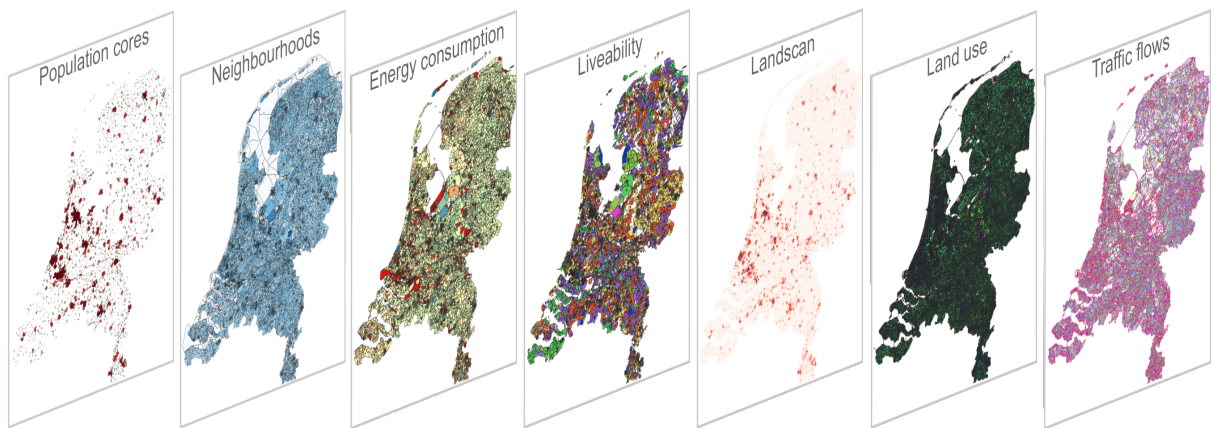 Population cores
Neighbourhoods
Energy consumption
Liveability
Landscan
Land use
Traffic flows